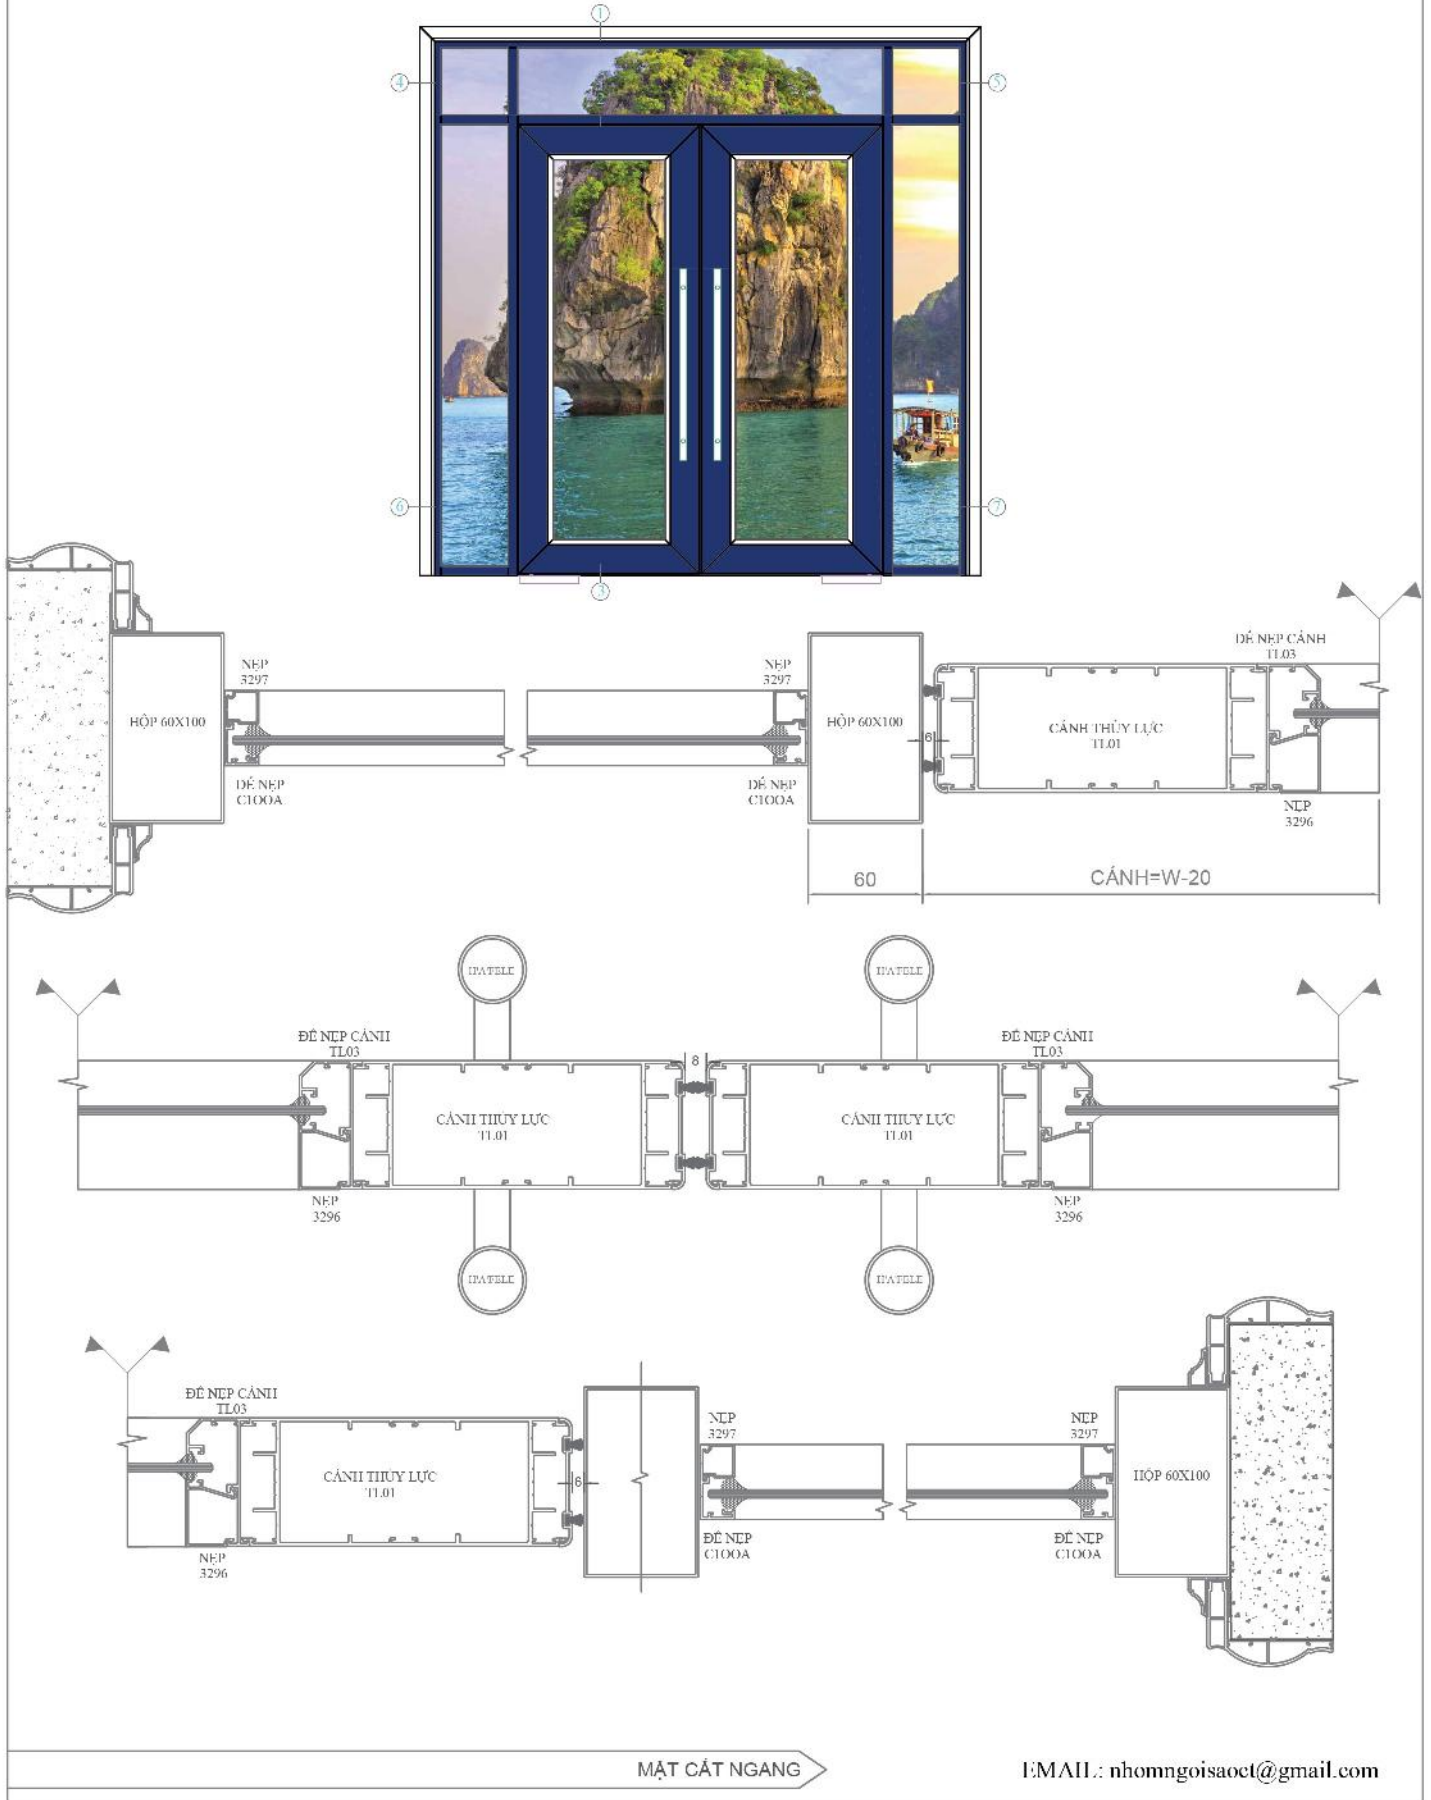 1
4
5
6
7
3
ĐẾ NẸP CÁNH
TL03
NẸP
3297
NẸP
3297
HỘP 60X100
HỘP 60X100
CÁNH THỦY LỰC
TL01
6
ĐẾ NẸP
C100A
ĐẾ NẸP
C100A
NẸP
3296
60
CÁNH=W-20
ĐẾ NẸP CÁNH
TL03
8
ĐẾ NẸP CÁNH
TL03
CÁNH THỦY LỰC
TL01
CÁNH THỦY LỰC
TL01
NẸP
3296
NẸP
3296
ĐẾ NẸP CÁNH
TL03
NẸP
3297
NẸP
3297
CÁNH THỦY LỰC
TL01
6
HỘP 60X100
NẸP
3296
ĐẾ NẸP
C100A
ĐẾ NẸP
C100A
MẶT CẮT NGANG
EMAIL: nhomngoisaoct@gmail.com